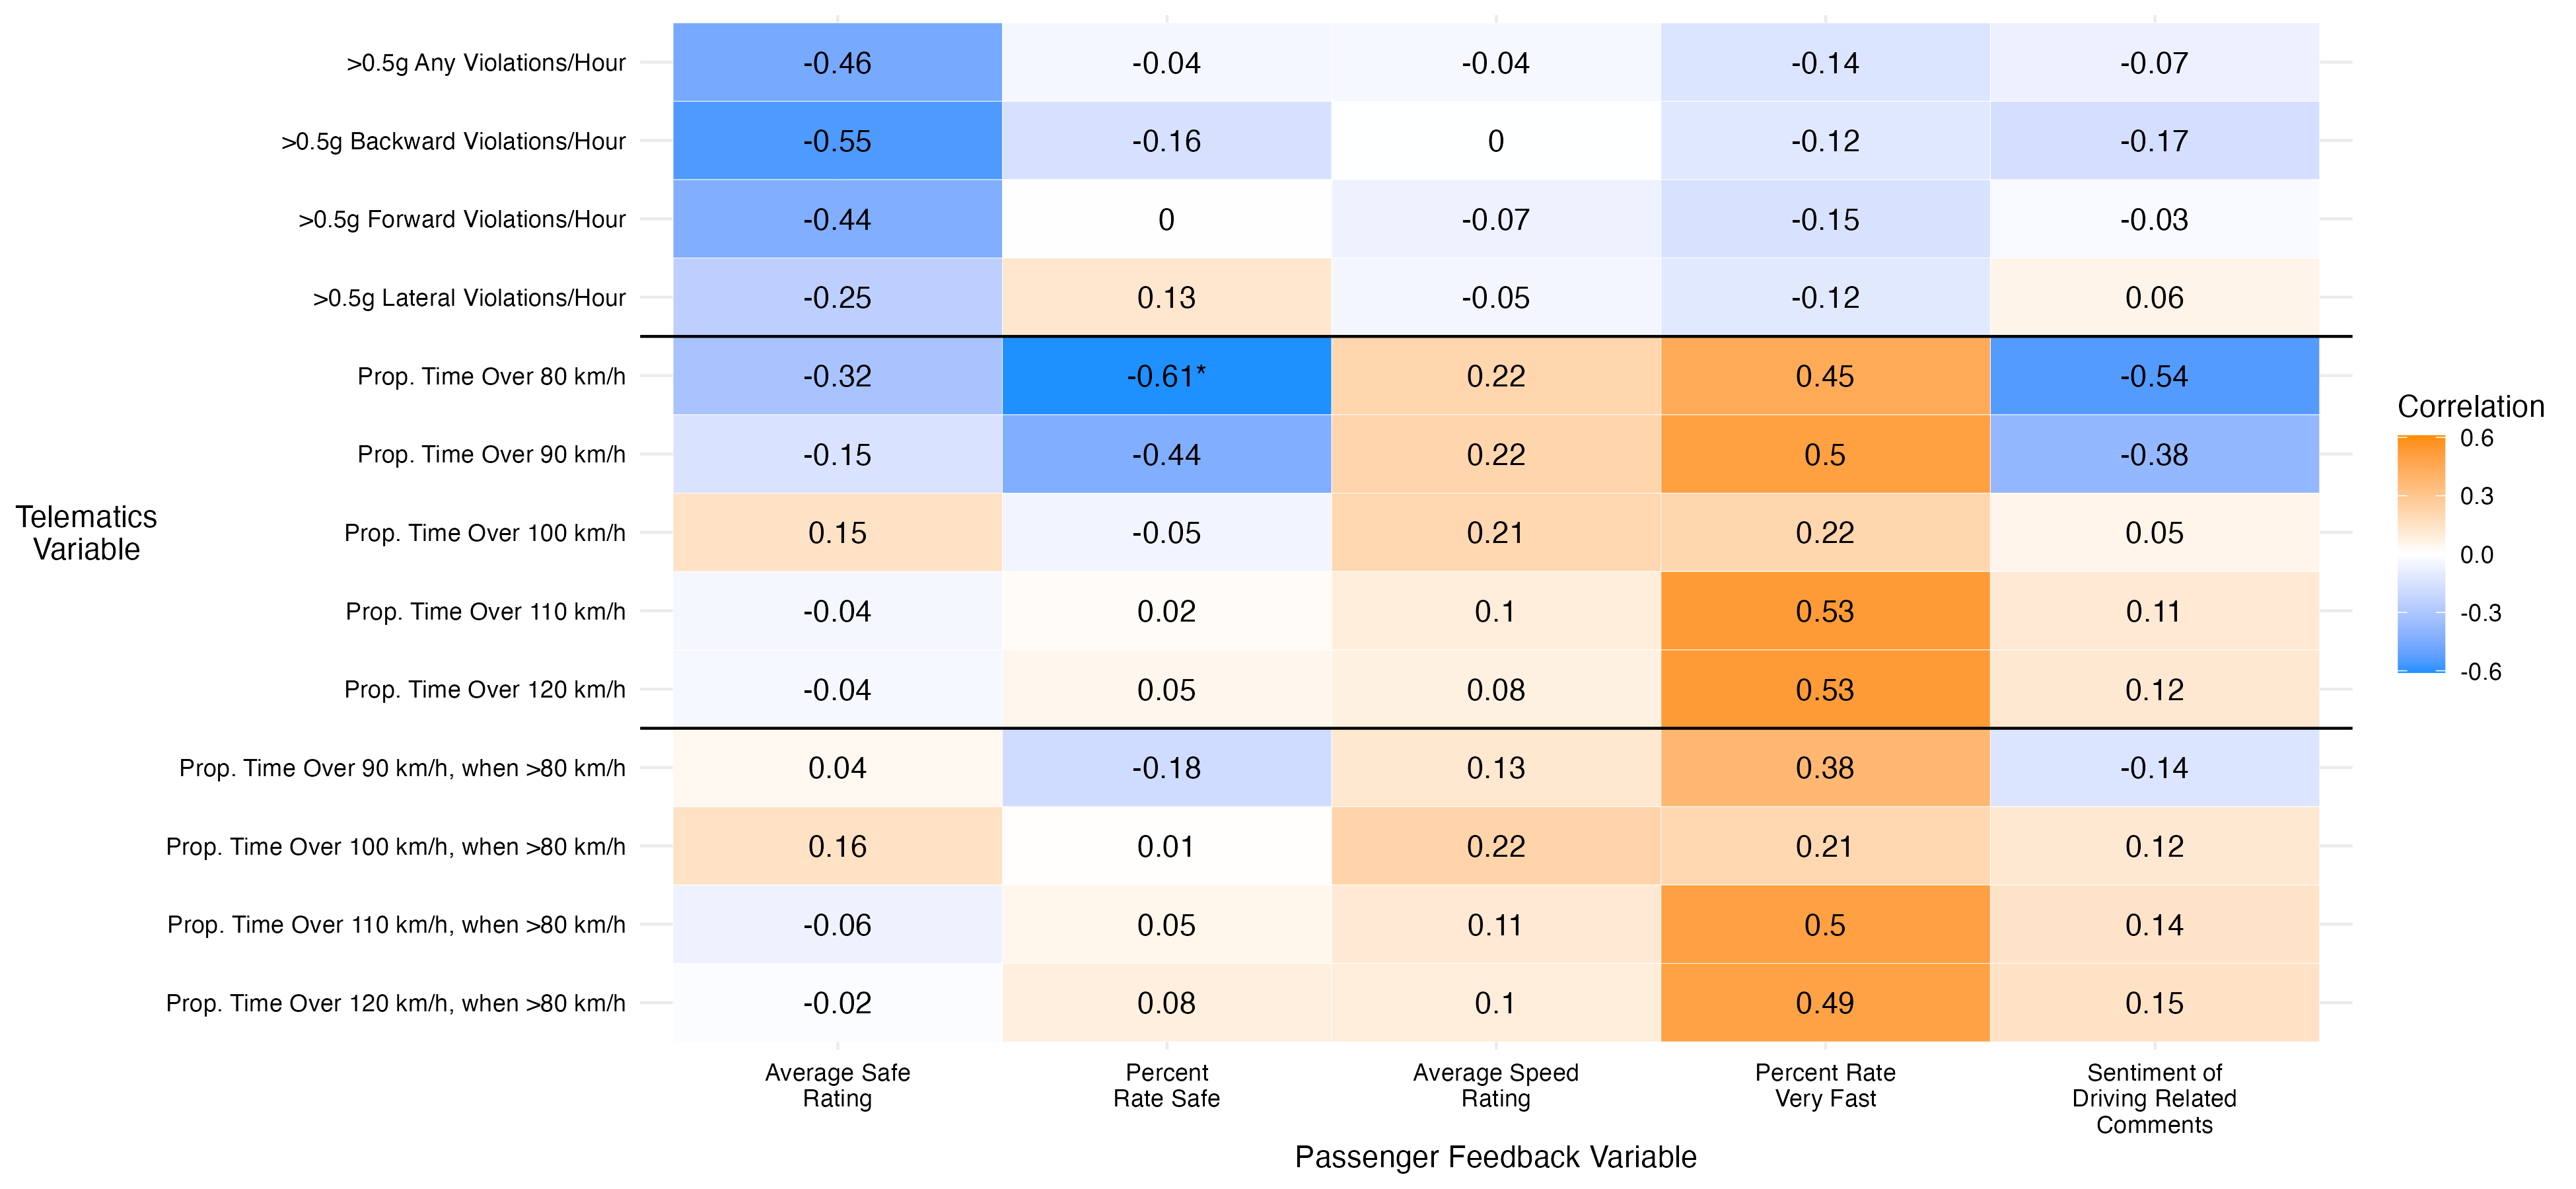 >0.5g Any Violations/Hour -0.46 -0.04 -0.04 -0.14 -0.07
>0.5g Backward Violations/Hour -0.55 -0.16 0 -0.12 -0.17
>0.5g Forward Violations/Hour -0.44 0 -0.07 -0.15 -0.03
>0.5g Lateral Violations/Hour -0.25 0.13 -0.05 -0.12 0.06
Prop. Time Over 80 km/h -0.32 -0.61* 0.22 0.45 -0.54
Prop. Time Over 90 km/h -0.15 -0.44 0.22 0.5 -0.38
Prop. Time Over 100 km/h 0.15 -0.05 0.21 0.22 0.05
Prop. Time Over 110 km/h -0.04 0.02 0.1 0.53 0.11
Prop. Time Over 120 km/h -0.04 0.05 0.08 0.53 0.12
Prop. Time Over 90 km/h, when >80 km/h 0.04 -0.18 0.13 0.38 -0.14
Prop. Time Over 100 km/h, when >80 km/h 0.16 0.01 0.22 0.21 0.12
Prop. Time Over 110 km/h, when >80 km/h -0.06 0.05 0.11 0.5 0.14
Prop. Time Over 120 km/h, when >80 km/h -0.02 0.08 0.1 0.49 0.15
Telematics
Variable
Average Safe
Rating
Percent
Rate Safe
Average Speed
Rating
Percent Rate
Very Fast
Sentiment of
Driving Related
Comments
Passenger Feedback Variable
Correlation
0.6
0.3
0.0
-0.3
-0.6